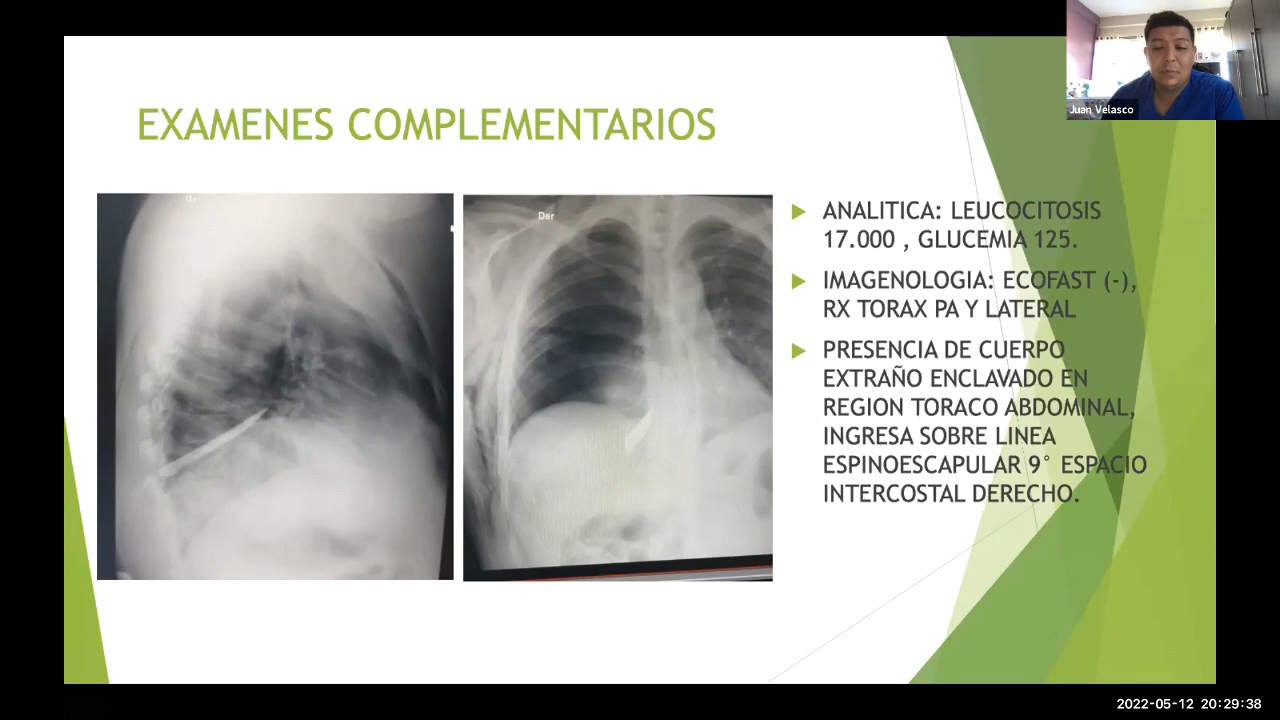 Juan Velasco
EXAMENES COMPLEMENTARIOS
Der
ANALITICA: LEUCOCITOSIS
17.000 , GLUCEMIA 125.
IMAGENOLOGIA: ECOFAST (-),
RX TORAX PA Y LATERAL
PRESENCIA DE CUERPO
EXTRAÑO ENCLAVADO EN
REGION TORACO ABDOMINAL,
INGRESA SOBRE LINEA
ESPINOESCAPULAR 9° ESPACIO
INTERCOSTAL DERECHO.
2022-05-12 20:29:38